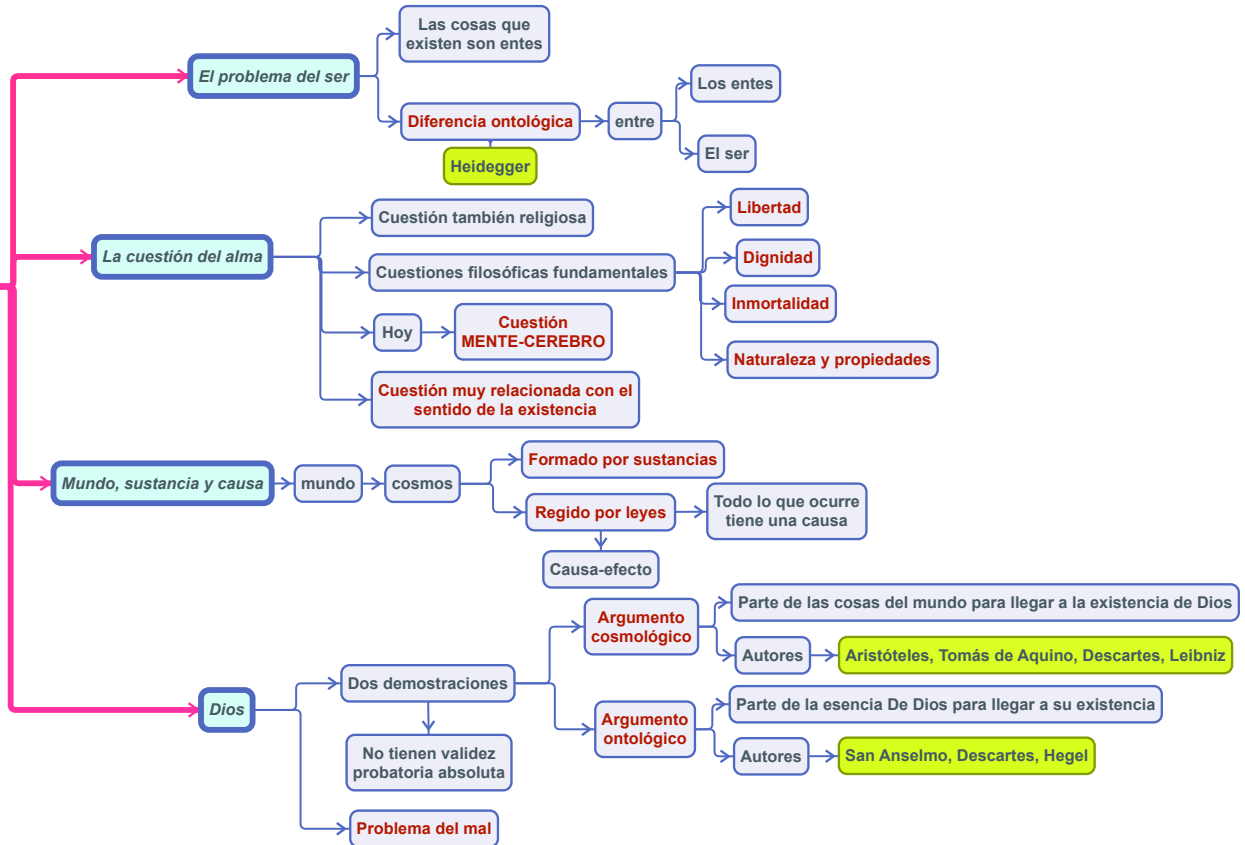 Las cosas que
existen son entes
El problema del ser
Los entes
Diferencia ontológica
entre
El ser
Heidegger
Cuestión también religiosa
Libertad
La cuestión del alma
Dignidad
Cuestiones filosóficas fundamentales
Inmortalidad
Hoy
Cuestión
MENTE-CEREBRO
Naturaleza y propiedades
Cuestión muy relacionada con el
sentido de la existencia
Formado por sustancias
Mundo, sustancia y causa
mundo
cosmos
Regido por leyes
Todo lo que ocurre
tiene una causa
Causa-efecto
Parte de las cosas del mundo para llegar a la existencia de Dios
Argumento
cosmológico
Autores
Aristóteles, Tomás de Aquino, Descartes, Leibniz
Dos demostraciones
Dios
Parte de la esencia De Dios para llegar a su existencia
Argumento
ontológico
Autores
San Anselmo, Descartes, Hegel
No tienen validez
probatoria absoluta
Problema del mal